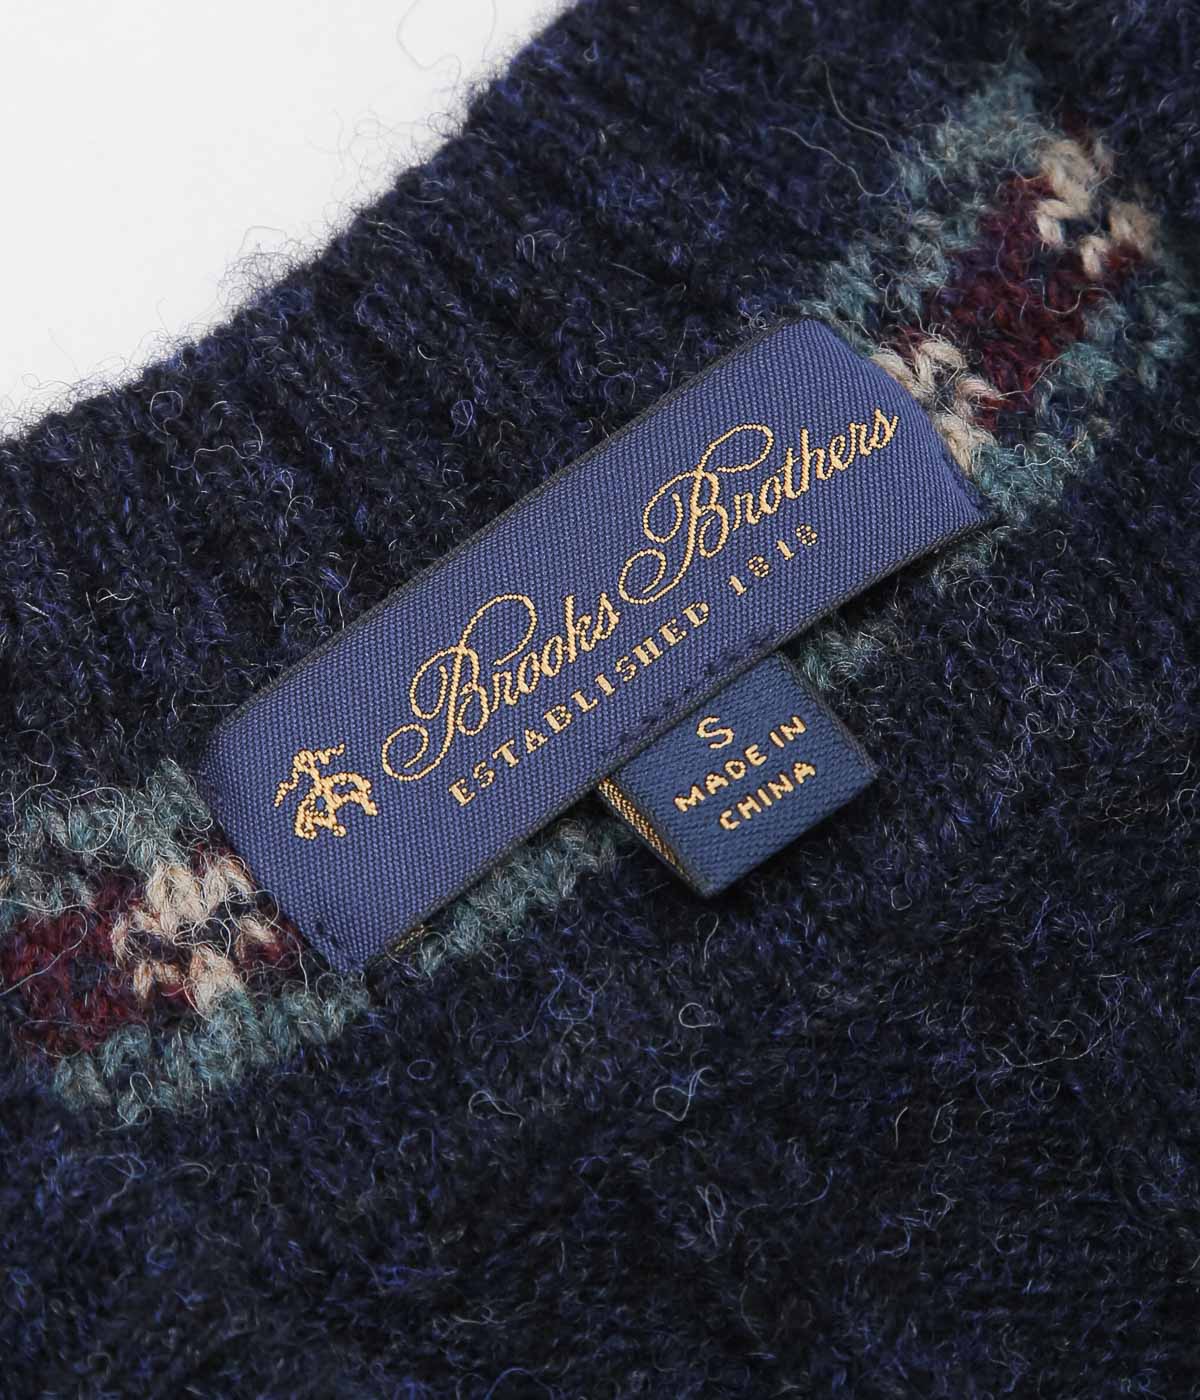 Brooks Brothers
ESTABLISHED 1818
S
MADE IN
CHINA